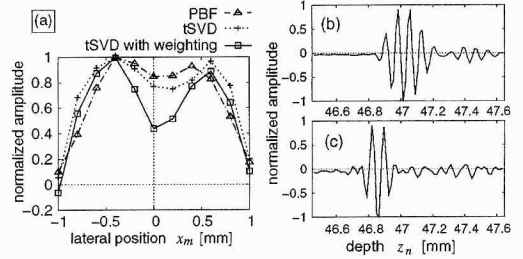 (a)
PBF
tSVD
tSVD with weighting
normalized amplitude
1
0.8
0.6
0.4
0.2
0
-0.2
-1 -0.5 0 0.5 1
lateral position x_m [mm]
(b)
normalized amplitude
1
0.5
0
-0.5
-1
46.6 46.8 47 47.2 47.4 47.6
(c)
normalized amplitude
1
0.5
0
-0.5
-1
46.6 46.8 47 47.2 47.4 47.6
depth z_n [mm]